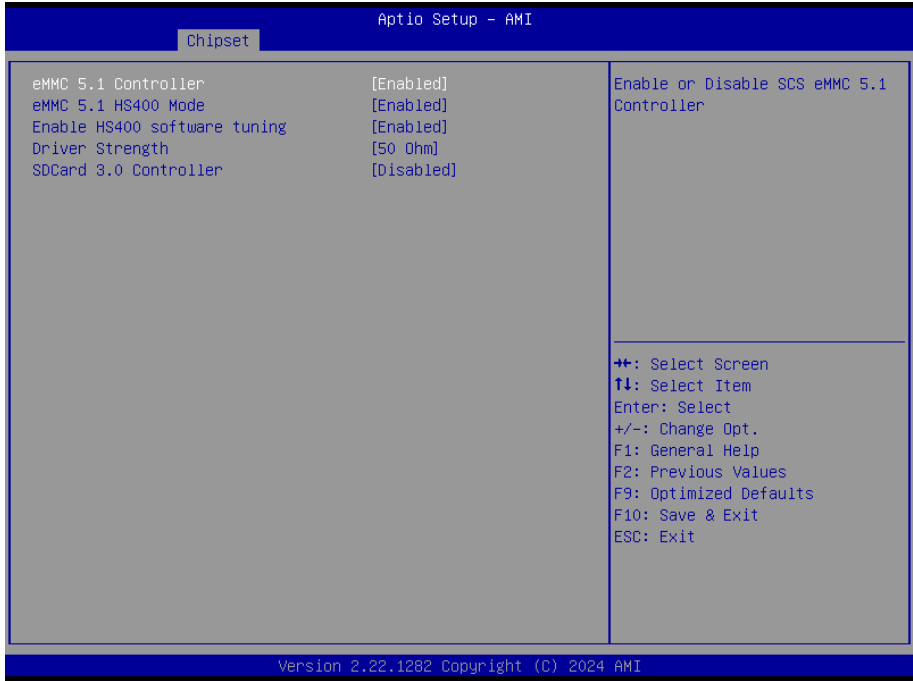 Aptio Setup – AMI
Chipset
eMMC 5.1 Controller [Enabled]
eMMC 5.1 HS400 Mode [Enabled]
Enable HS400 software tuning [Enabled]
Driver Strength [50 Ohm]
SDCard 3.0 Controller [Disabled]
Enable or Disable SCS eMMC 5.1
Controller
→←: Select Screen
↑↓: Select Item
Enter: Select
+/-: Change Opt.
F1: General Help
F2: Previous Values
F9: Optimized Defaults
F10: Save & Exit
ESC: Exit
Version 2.22.1282 Copyright (C) 2024 AMI